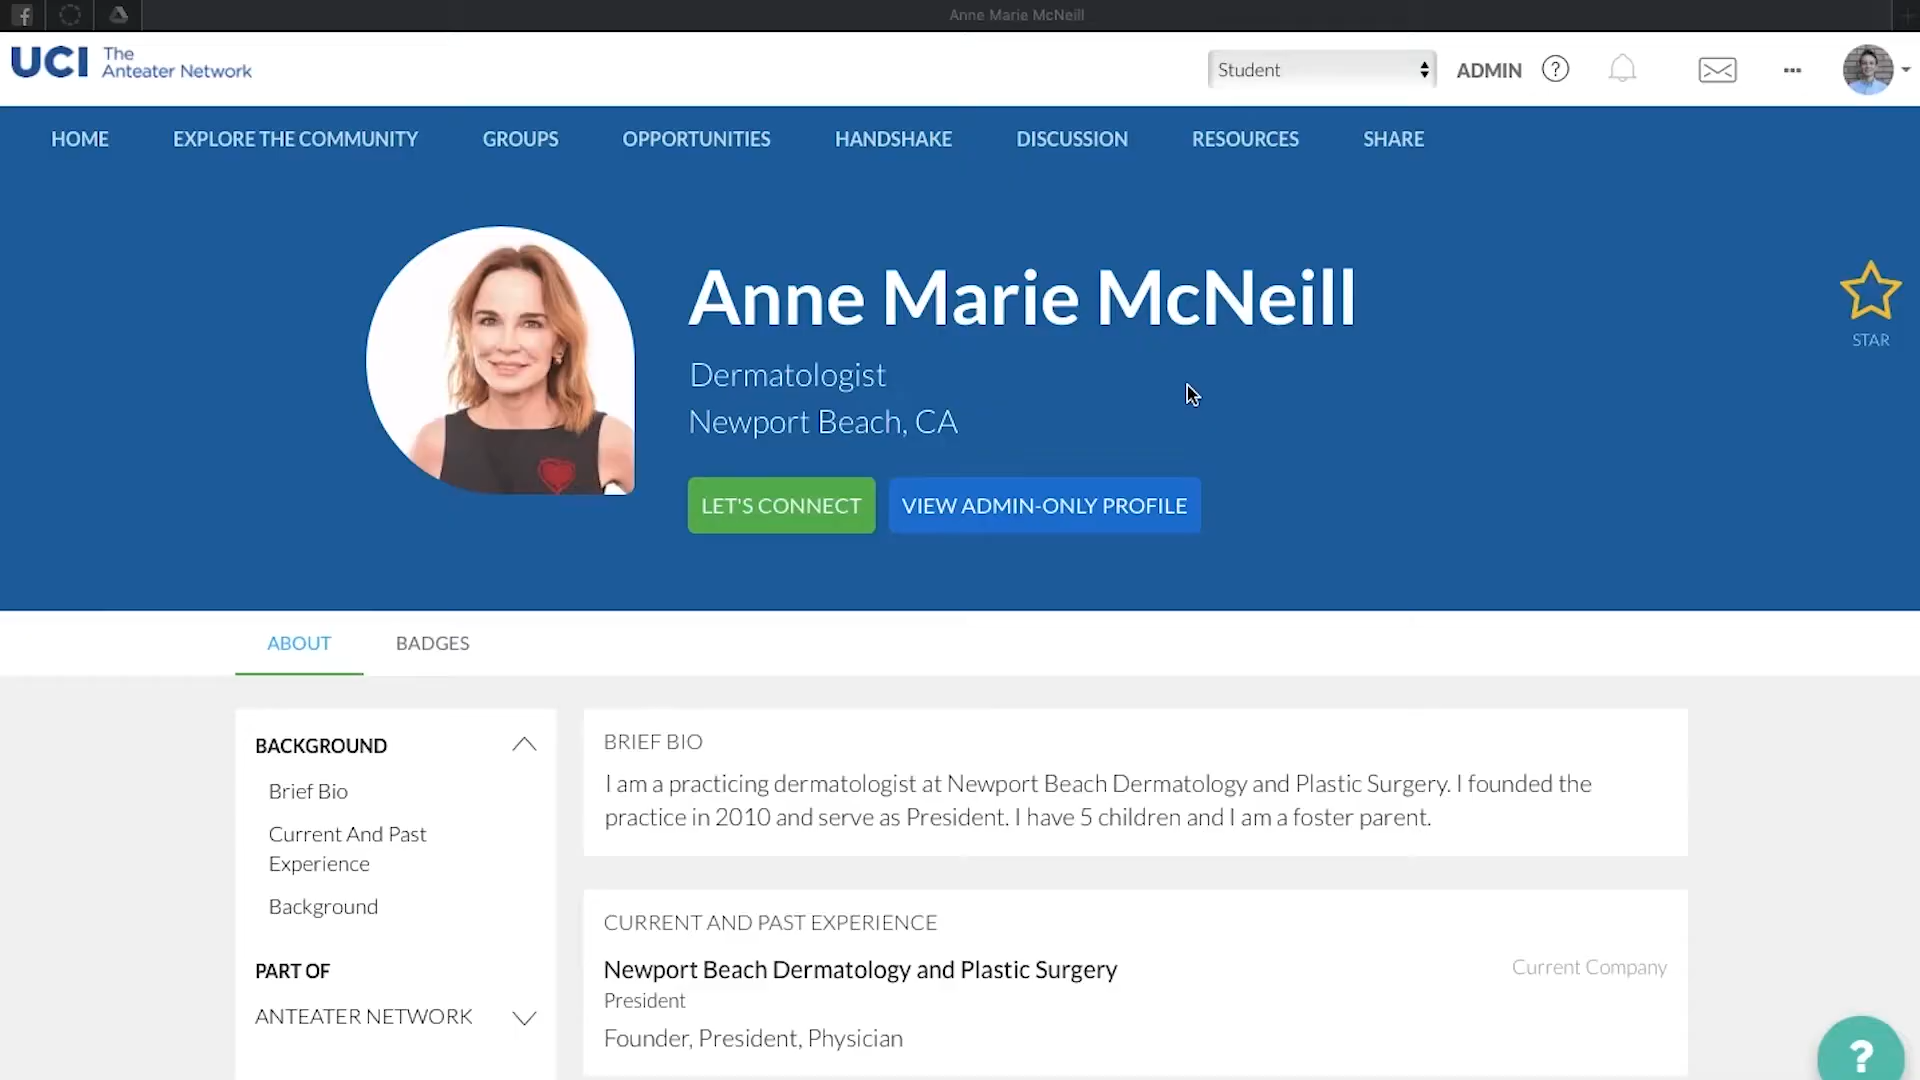 Anne Marie McNeill
UCI The
Anteater Network
Student
ADMIN
?
HOME
EXPLORE THE COMMUNITY
GROUPS
OPPORTUNITIES
HANDSHAKE
DISCUSSION
RESOURCES
SHARE
Anne Marie McNeill
Dermatologist
Newport Beach, CA
STAR
LET'S CONNECT
VIEW ADMIN-ONLY PROFILE
ABOUT
BADGES
BACKGROUND
Brief Bio
Current And Past
Experience
Background
PART OF
ANTEATER NETWORK
BRIEF BIO
I am a practicing dermatologist at Newport Beach Dermatology and Plastic Surgery. I founded the
practice in 2010 and serve as President. I have 5 children and I am a foster parent.
CURRENT AND PAST EXPERIENCE
Newport Beach Dermatology and Plastic Surgery
Current Company
President
Founder, President, Physician
?